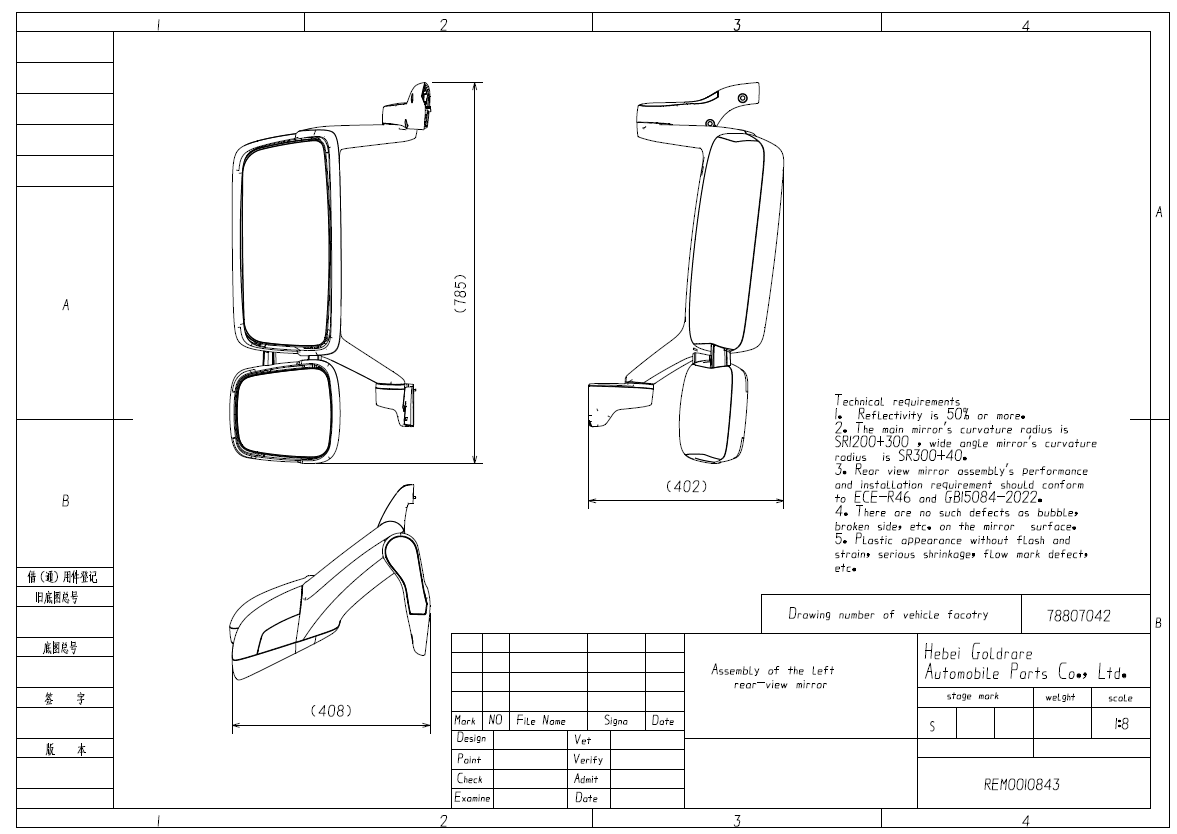 1 2 3 4
A
B
A
B
(785)
(402)
(408)
Technical requirements
1. Reflectivity is 50% or more.
2. The main mirror's curvature radius is
SR1200+300 , wide angle mirror's curvature
radius is SR300+40.
3. Rear view mirror assembly's performance
and installation requirement should conform
to ECE-R46 and GB15084-2022.
4. There are no such defects as bubble,
broken side, etc. on the mirror surface.
5. Plastic appearance without flash and
strain, serious shrinkage, flow mark defect,
etc.
借(通)用件登记
旧底图总号
底图总号
签 字
版 本
Drawing number of vehicle facotry 78807042
Assembly of the Left
rear-view mirror
Hebei Goldrare
Automobile Parts Co., Ltd.
stage mark weight scale
S 1:8
REM0010843
Mark NO File Name Signa Date
Design Vet
Paint Verify
Check Admit
Examine Date
1 2 3 4